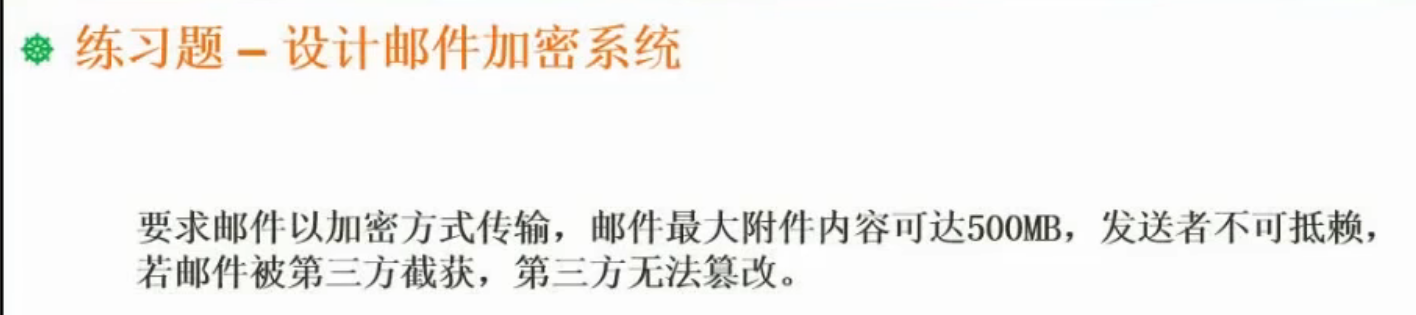 练习题 – 设计邮件加密系统
要求邮件以加密方式传输，邮件最大附件内容可达500MB，发送者不可抵赖，
若邮件被第三方截获，第三方无法篡改。